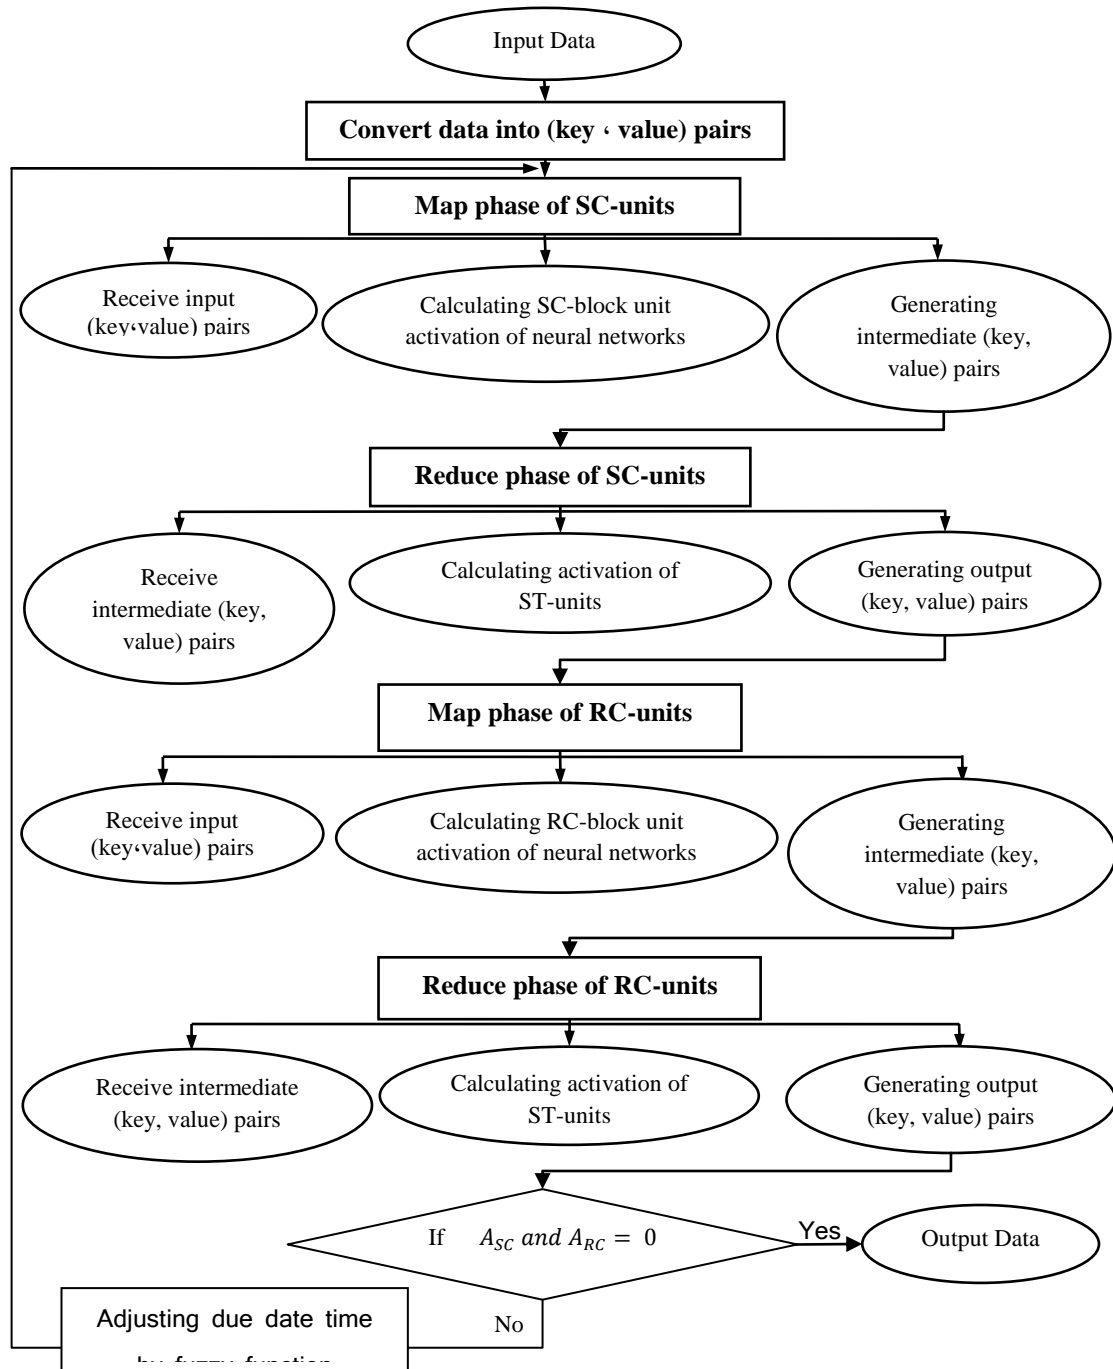 Input Data
Convert data into (key ، value) pairs
Map phase of SC-units
Receive input
(key،value) pairs
Calculating SC-block unit
activation of neural networks
Generating
intermediate (key,
value) pairs
Reduce phase of SC-units
Receive
intermediate (key,
value) pairs
Calculating activation of
ST-units
Generating output
(key, value) pairs
Map phase of RC-units
Receive input
(key،value) pairs
Calculating RC-block unit
activation of neural networks
Generating
intermediate (key,
value) pairs
Reduce phase of RC-units
Receive intermediate
(key, value) pairs
Calculating activation of
ST-units
Generating output
(key, value) pairs
If A_SC and A_RC = 0
Yes
Output Data
No
Adjusting due date time
by fuzzy function